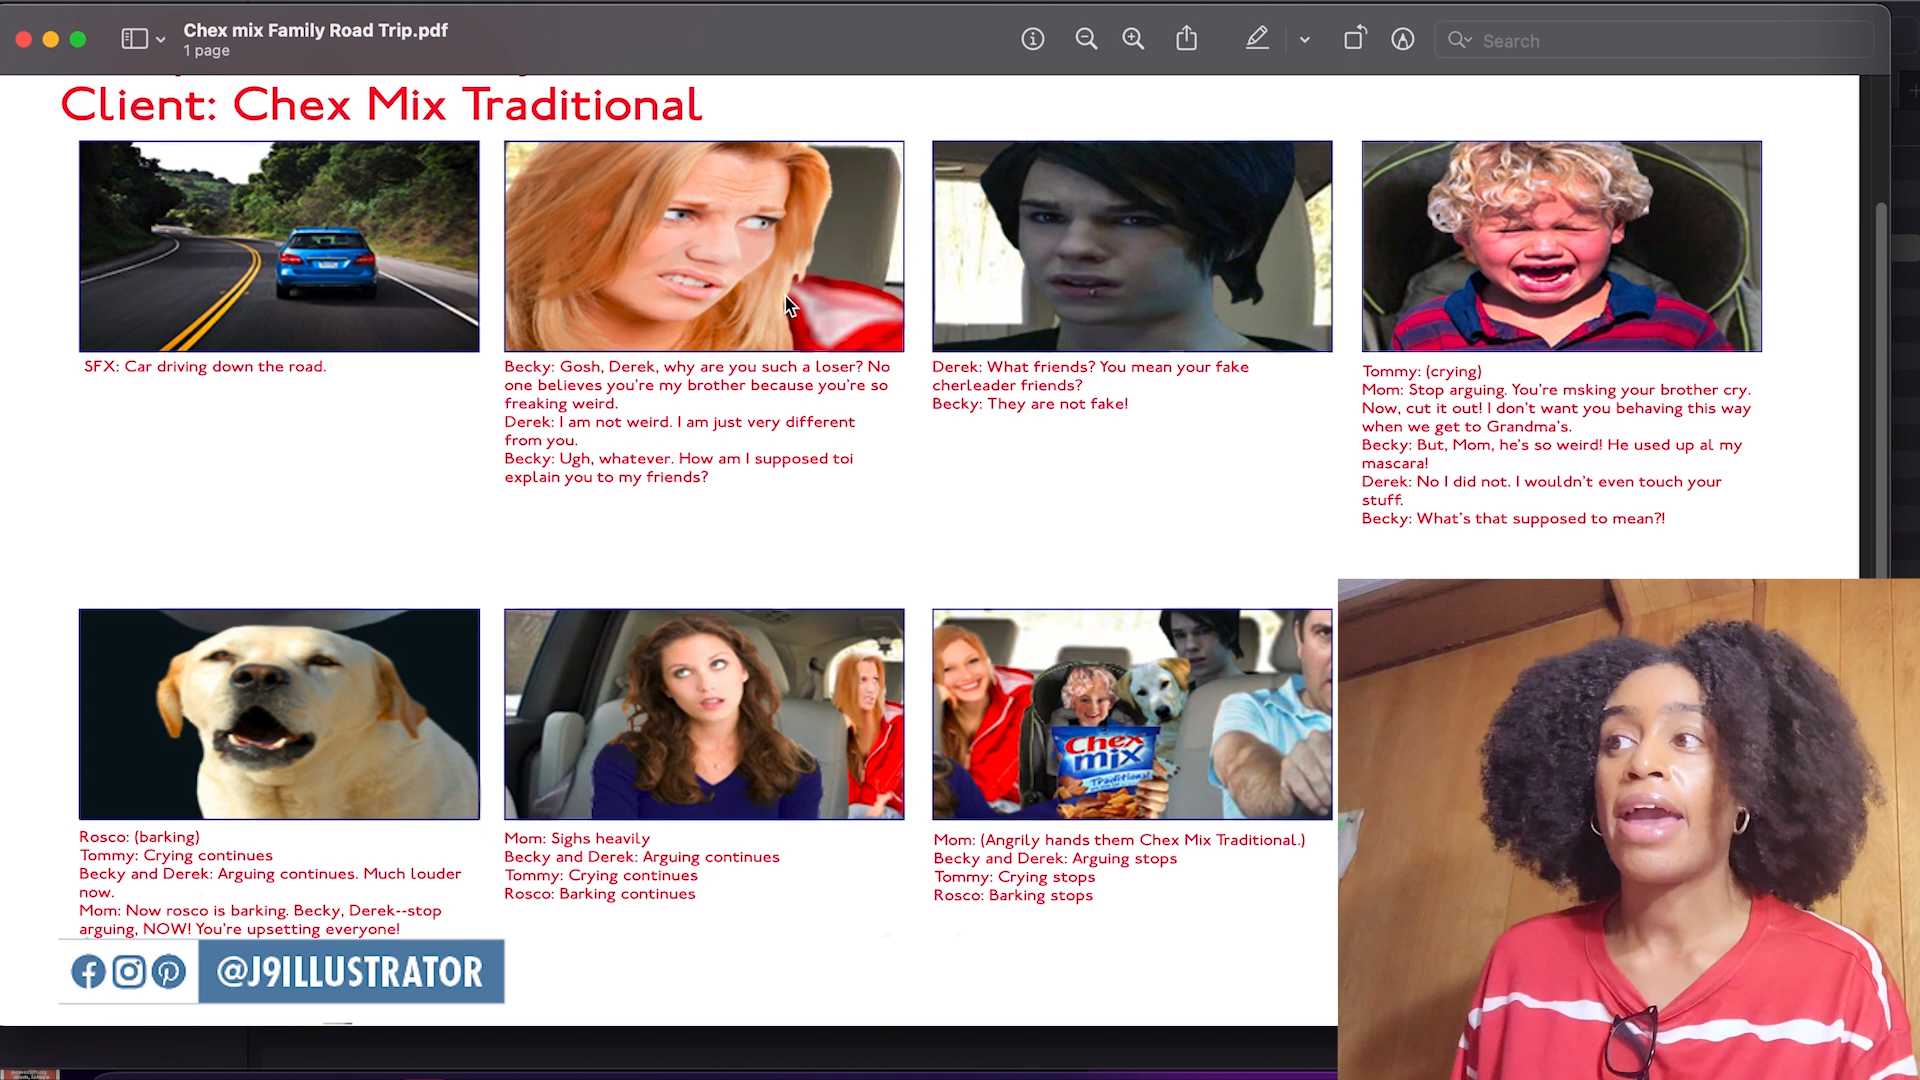 Chex mix Family Road Trip.pdf
1 page
Search
Client: Chex Mix Traditional
SFX: Car driving down the road.
Becky: Gosh, Derek, why are you such a loser? No
one believes you're my brother because you're so
freaking weird.
Derek: I am not weird. I am just very different
from you.
Becky: Ugh, whatever. How am I supposed toi
explain you to my friends?
Derek: What friends? You mean your fake
cherleader friends?
Becky: They are not fake!
Tommy: (crying)
Mom: Stop arguing. You're msking your brother cry.
Now, cut it out! I don't want you behaving this way
when we get to Grandma's.
Becky: But, Mom, he's so weird! He used up al my
mascara!
Derek: No I did not. I wouldn't even touch your
stuff.
Becky: What's that supposed to mean?!
Rosco: (barking)
Tommy: Crying continues
Becky and Derek: Arguing continues. Much louder
now.
Mom: Now rosco is barking. Becky, Derek--stop
arguing, NOW! You're upsetting everyone!
Mom: Sighs heavily
Becky and Derek: Arguing continues
Tommy: Crying continues
Rosco: Barking continues
Chex
mix
Traditional
Mom: (Angrily hands them Chex Mix Traditional.)
Becky and Derek: Arguing stops
Tommy: Crying stops
Rosco: Barking stops
@J9ILLUSTRATOR